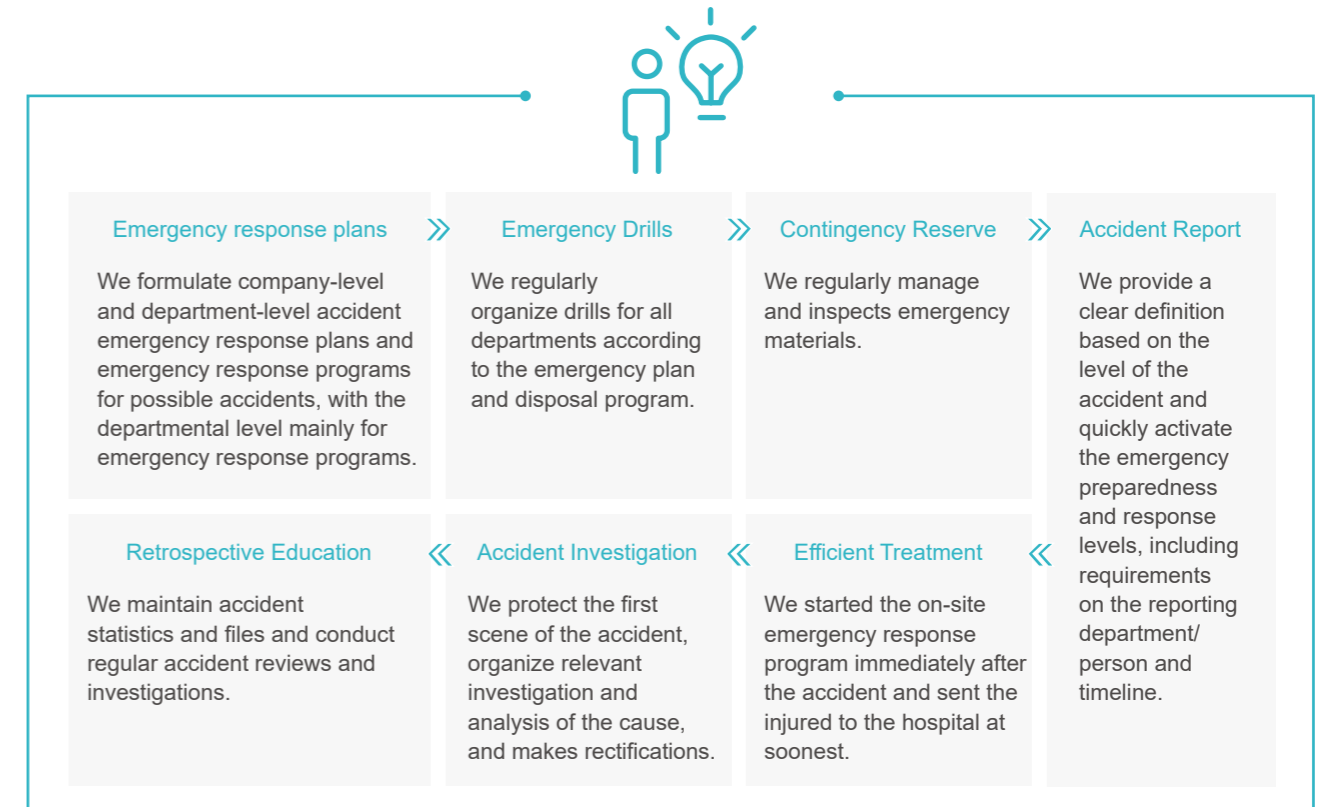 Emergency response plans
We formulate company-level
and department-level accident
emergency response plans and
emergency response programs
for possible accidents, with the
departmental level mainly for
emergency response programs.
Emergency Drills
We regularly
organize drills for all
departments according
to the emergency plan
and disposal program.
Contingency Reserve
We regularly manage
and inspects emergency
materials.
Accident Report
We provide a
clear definition
based on the
level of the
accident and
quickly activate
the emergency
preparedness
and response
levels, including
requirements
on the reporting
department/
person and
timeline.
Efficient Treatment
We started the on-site
emergency response
program immediately after
the accident and sent the
injured to the hospital at
soonest.
Accident Investigation
We protect the first
scene of the accident,
organize relevant
investigation and
analysis of the cause,
and makes rectifications.
Retrospective Education
We maintain accident
statistics and files and conduct
regular accident reviews and
investigations.